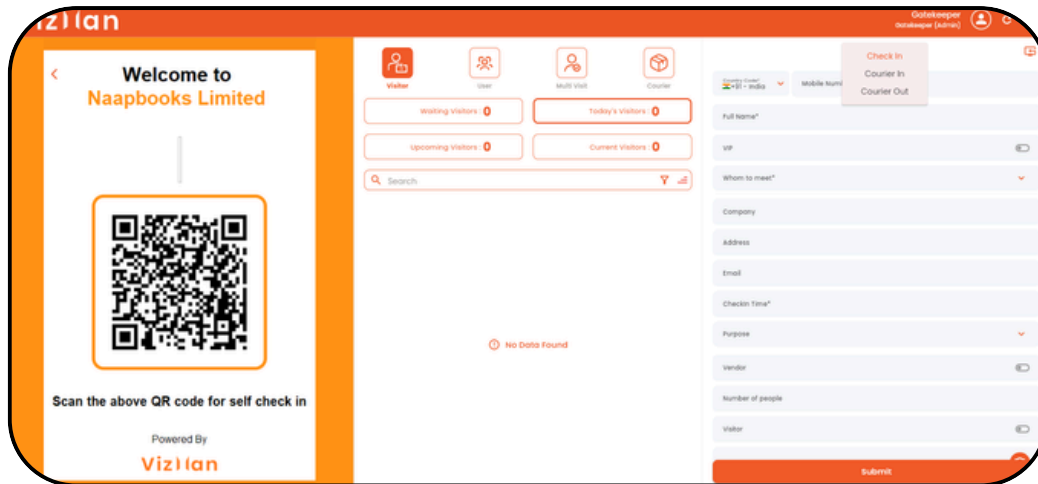 Vizitan
Gatekeeper
Gatekeeper (Admin)
Welcome to
Naapbooks Limited
Scan the above QR code for self check in
Powered By
Vizitan
Visitor
User
Multi Visit
Courier
Waiting Visitors : 0
Today's Visitors : 0
Upcoming Visitors : 0
Current Visitors : 0
Search
No Data Found
Check In
Courier In
Courier Out
Country Code*
+91 - India
Mobile Num
Full Name*
VIP
Whom to meet*
Company
Address
Email
Checkin Time*
Purpose
Vendor
Number of people
Visitor
Submit